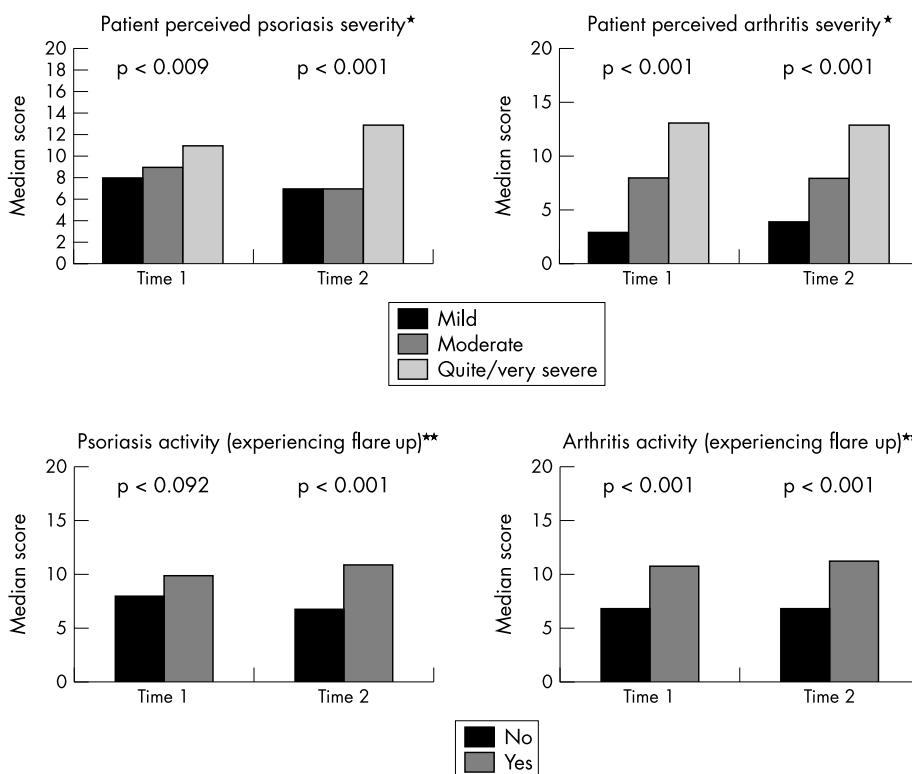 Patient perceived psoriasis severity★
20
18
16
14
12
10
8
6
4
2
0
Median score
p < 0.009
p < 0.001
Time 1
Time 2
Patient perceived arthritis severity★
20
15
10
5
0
Median score
p < 0.001
p < 0.001
Time 1
Time 2
Mild
Moderate
Quite/very severe
Psoriasis activity (experiencing flare up)★★
20
15
10
5
0
Median score
p < 0.092
p < 0.001
Time 1
Time 2
Arthritis activity (experiencing flare up)★★
20
15
10
5
0
Median score
p < 0.001
p < 0.001
Time 1
Time 2
No
Yes